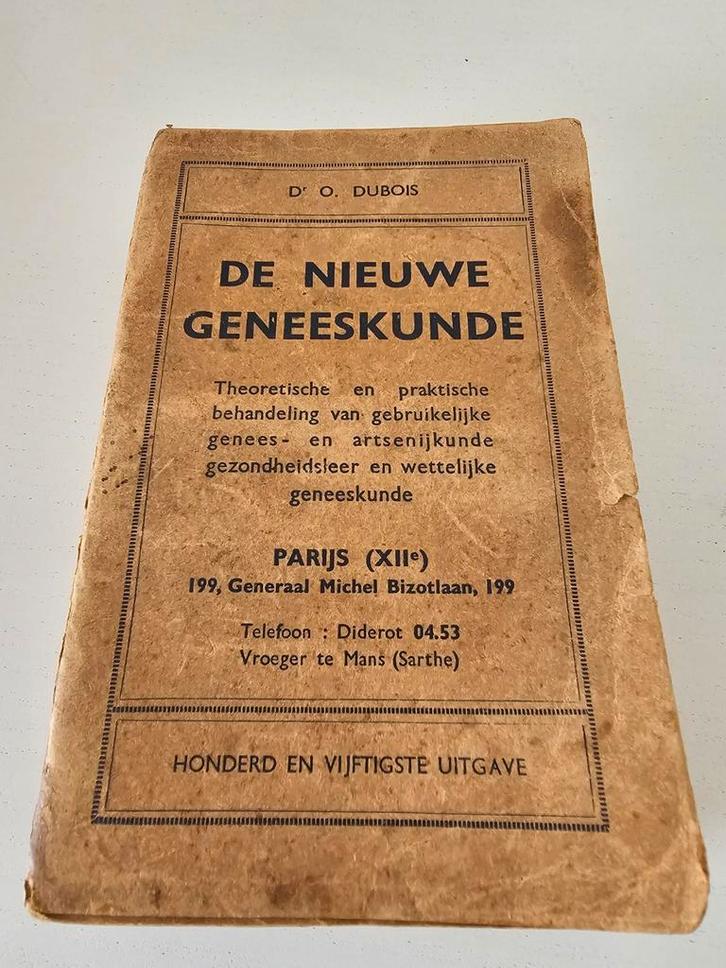 Dr O. DUBOIS
DE NIEUWE
GENEESKUNDE
Theoretische en praktische
behandeling van gebruikelijke
genees- en artsenijkunde
gezondheidsleer en wettelijke
geneeskunde
PARIJS (XIIe)
199, Generaal Michel Bizotlaan, 199
Telefoon : Diderot 04.53
Vroeger te Mans (Sarthe)
HONDERD EN VIJFTIGSTE UITGAVE